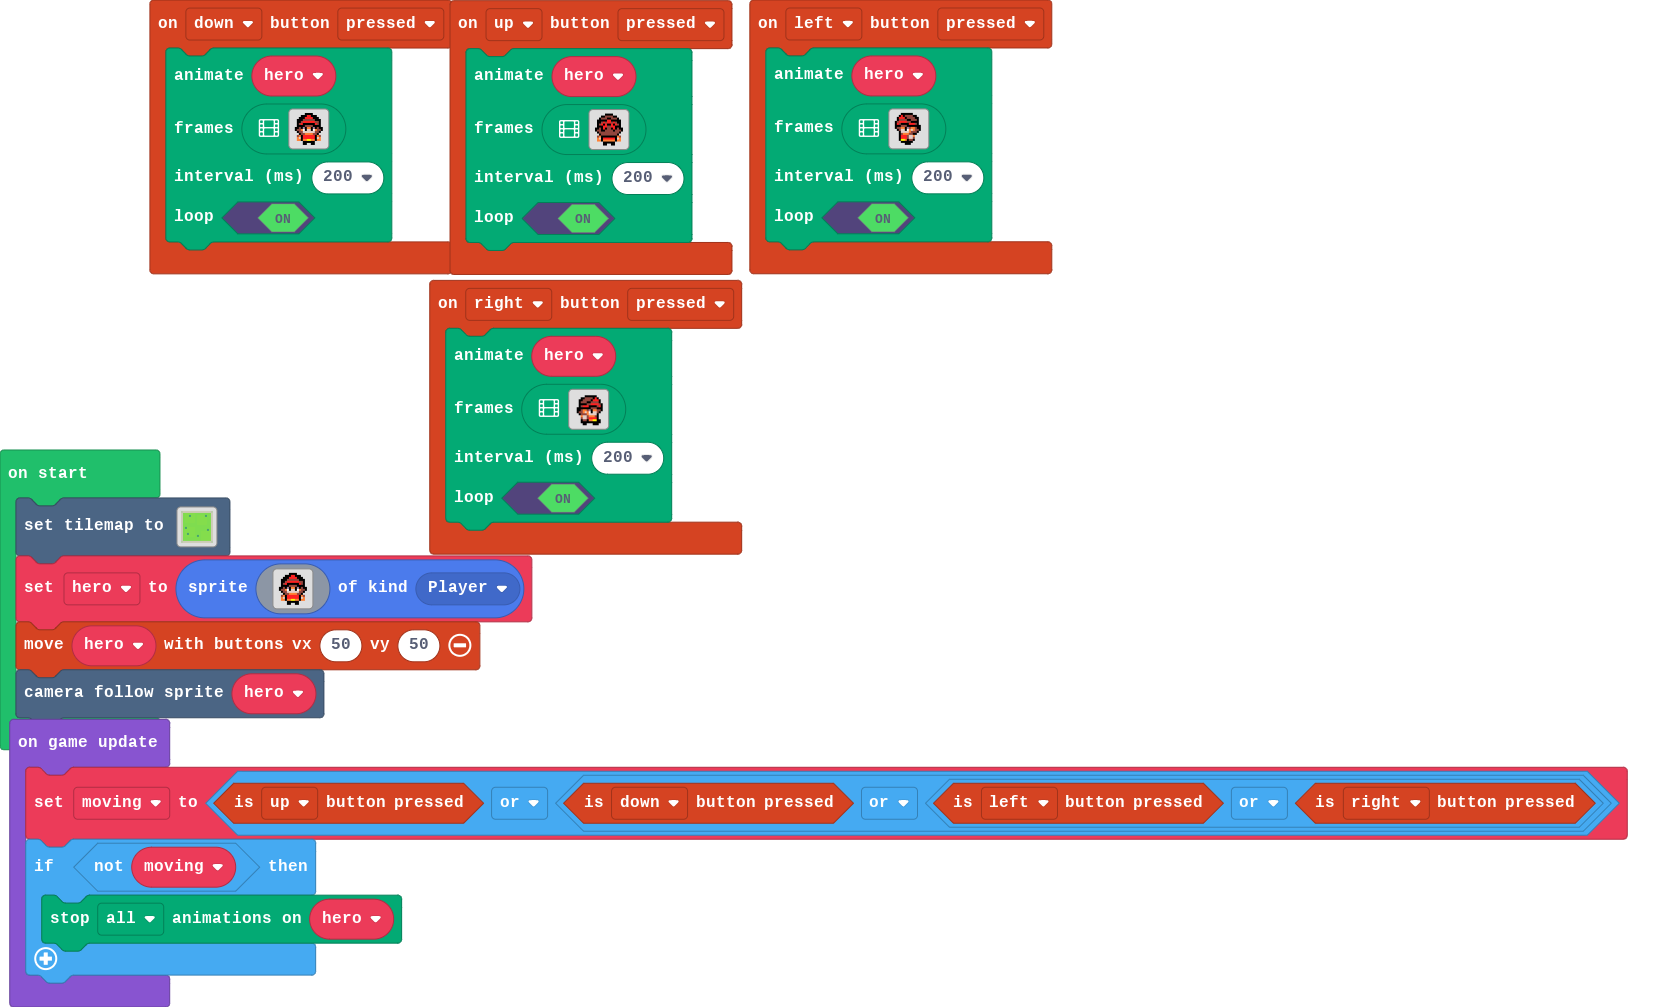 on down button pressed
animate hero
frames
interval (ms) 200
loop ON
on up button pressed
animate hero
frames
interval (ms) 200
loop ON
on left button pressed
animate hero
frames
interval (ms) 200
loop ON
on right button pressed
animate hero
frames
interval (ms) 200
loop ON
on start
set tilemap to
set hero to sprite of kind Player
move hero with buttons vx 50 vy 50
camera follow sprite hero
on game update
set moving to is up button pressed or is down button pressed or is left button pressed or is right button pressed
if not moving then
stop all animations on hero